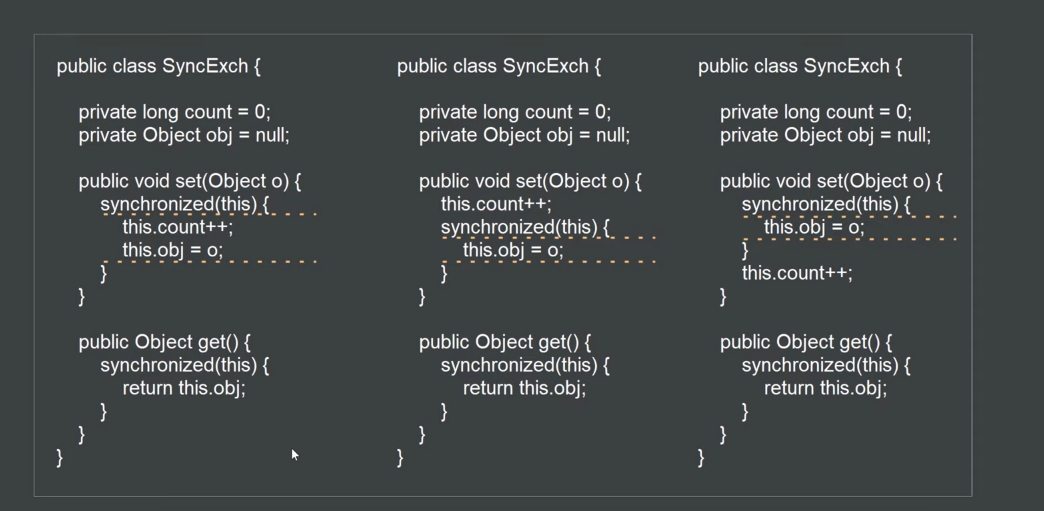 public class SyncExch {
private long count = 0;
private Object obj = null;
public void set(Object o) {
synchronized(this) {
this.count++;
this.obj = o;
}
}
public Object get() {
synchronized(this) {
return this.obj;
}
}
}
public class SyncExch {
private long count = 0;
private Object obj = null;
public void set(Object o) {
this.count++;
synchronized(this) {
this.obj = o;
}
}
public Object get() {
synchronized(this) {
return this.obj;
}
}
}
public class SyncExch {
private long count = 0;
private Object obj = null;
public void set(Object o) {
synchronized(this) {
this.obj = o;
}
this.count++;
}
public Object get() {
synchronized(this) {
return this.obj;
}
}
}